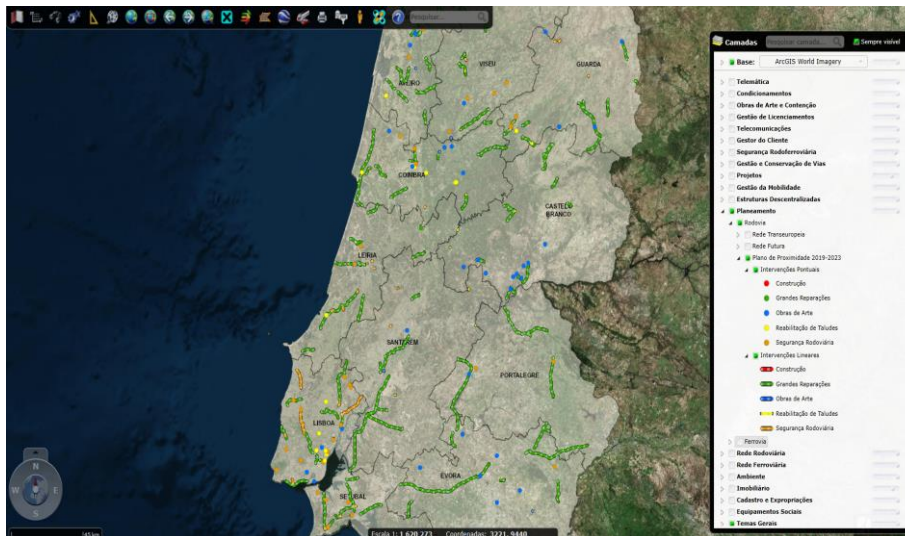 Pesquisar...
Camadas
Pesquisar camada...
Sempre visível
Base:
ArcGIS World Imagery
Telemática
Condicionamentos
Obras de Arte e Contenção
Gestão de Licenciamentos
Telecomunicações
Gestor do Cliente
Segurança Rodoferroviária
Gestão e Conservação de Vias
Projetos
Gestão da Mobilidade
Estruturas Descentralizadas
Planeamento
Rodovia
Rede Transeuropeia
Rede Futura
Plano de Proximidade 2019-2023
Intervenções Pontuais
Construção
Grandes Reparações
Obras de Arte
Reabilitação de Taludes
Segurança Rodoviária
Intervenções Lineares
Construção
Grandes Reparações
Obras de Arte
Reabilitação de Taludes
Segurança Rodoviária
Ferrovia
Rede Rodoviária
Rede Ferroviária
Ambiente
Imobiliário
Cadastro e Expropriações
Equipamentos Sociais
Temas Gerais
VISEU
GUARDA
AVEIRO
COIMBRA
CASTELO
BRANCO
LEIRIA
SANTARÉM
PORTALEGRE
LISBOA
ÉVORA
SETÚBAL
N
W
E
S
45 km
Escala 1: 1 620 273
Coordenadas: 3221, 9440